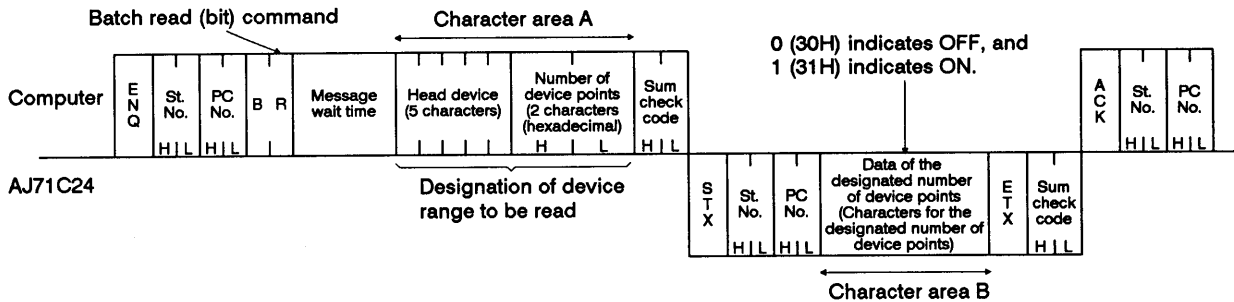 Batch read (bit) command
Character area A
0 (30H) indicates OFF, and
1 (31H) indicates ON.
Computer
E
N
Q
St.
No.
H L
PC
No.
H L
B R
Message
wait time
Head device
(5 characters)
Number of
device points
(2 characters
(hexadecimal)
H L
Sum
check
code
H L
A
C
K
St.
No.
H L
PC
No.
H L
AJ71C24
Designation of device
range to be read
S
T
X
St.
No.
H L
PC
No.
H L
Data of the
designated number
of device points
(Characters for the
designated number of
device points)
E
T
X
Sum
check
code
H L
Character area B